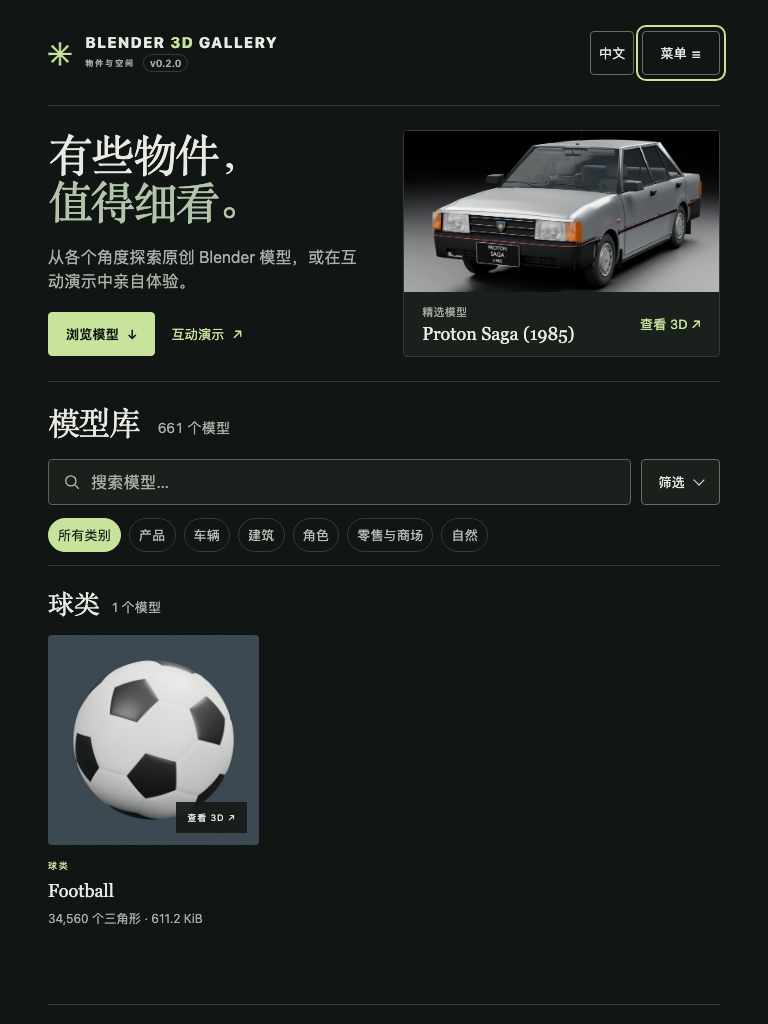 BLENDER 3D GALLERY
物件与空间 v0.2.0
中文
菜单 ≡
有些物件，
值得细看。
从各个角度探索原创 Blender 模型，或在互
动演示中亲自体验。
浏览模型 ↓
互动演示 ↗
PROTON
SAGA
精选模型
Proton Saga (1985)
查看 3D ↗
模型库 661 个模型
搜索模型…
筛选
所有类别 产品 车辆 建筑 角色 零售与商场 自然
球类 1 个模型
查看 3D ↗
球类
Football
34,560 个三角形 · 611.2 KiB